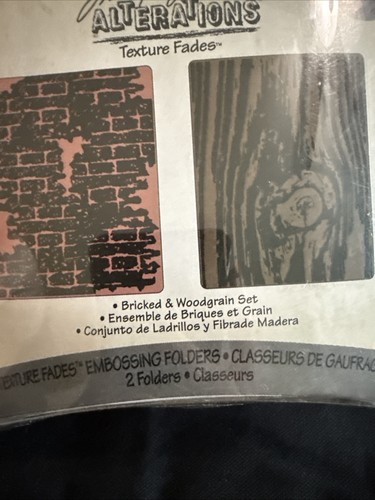 ALTERATIONS
Texture Fades™
• Bricked & Woodgrain Set
• Ensemble de Briques et Grain
• Conjunto de Ladrillos y Fibrade Madera
TEXTURE FADES™ EMBOSSING FOLDERS • CLASSEURS DE GAUFRAG
2 Folders • Classeurs